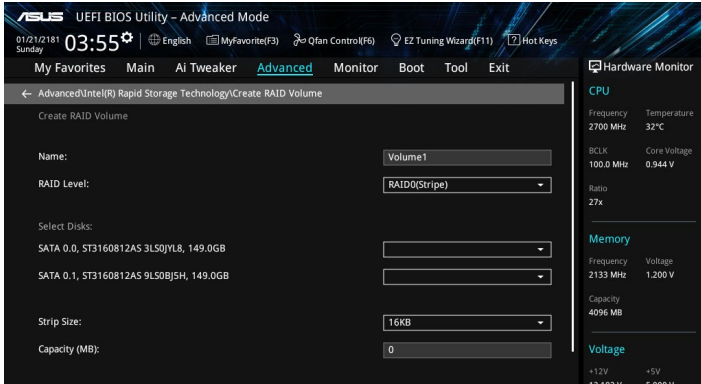 ASUS UEFI BIOS Utility – Advanced Mode
01/21/2181 Sunday 03:55 English MyFavorite(F3) Qfan Control(F6) EZ Tuning Wizard(F11) ? Hot Keys
My Favorites Main Ai Tweaker Advanced Monitor Boot Tool Exit
Hardware Monitor
← Advanced\Intel(R) Rapid Storage Technology\Create RAID Volume
Create RAID Volume
Name: Volume1
RAID Level: RAID0(Stripe)
Select Disks:
SATA 0.0, ST3160812AS 3LS0JYL8, 149.0GB
SATA 0.1, ST3160812AS 9LS0BJ5H, 149.0GB
Strip Size: 16KB
Capacity (MB): 0
CPU
Frequency Temperature
2700 MHz 32°C
BCLK Core Voltage
100.0 MHz 0.944 V
Ratio
27x
Memory
Frequency Voltage
2133 MHz 1.200 V
Capacity
4096 MB
Voltage
+12V +5V